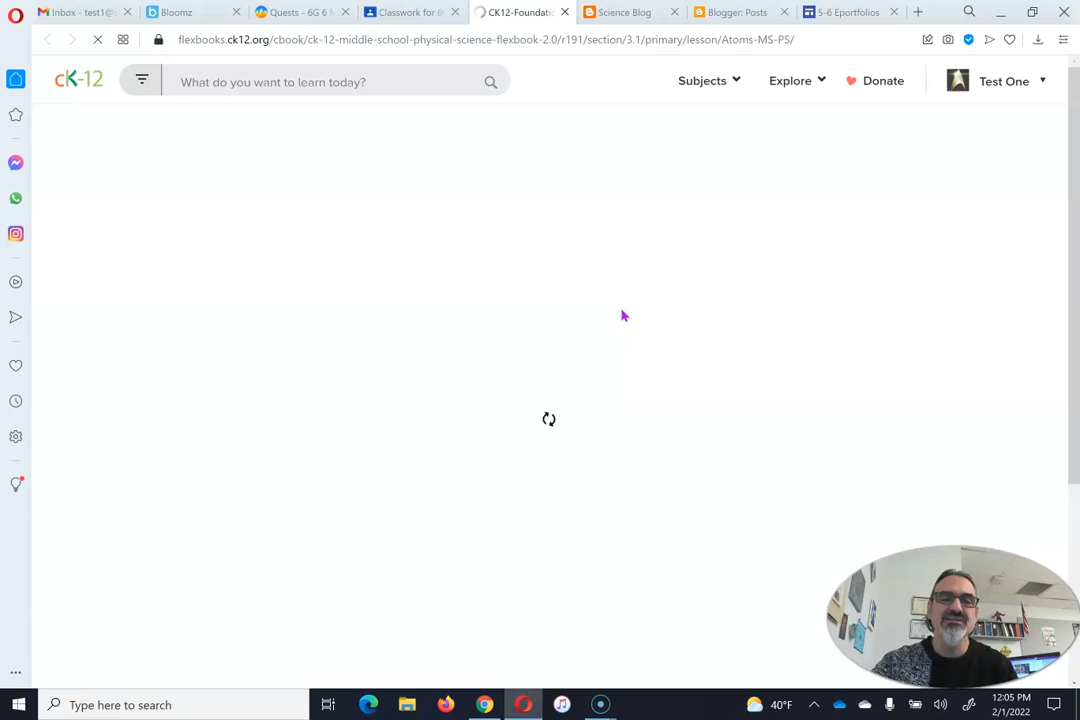 Inbox - test1@
Bloomz
Quests - 6G 6
Classwork for 6
CK12-Foundati
Science Blog
Blogger: Posts
5-6 Eportfolios
flexbooks.ck12.org/cbook/ck-12-middle-school-physical-science-flexbook-2.0/r191/section/3.1/primary/lesson/Atoms-MS-PS/
cK-12
What do you want to learn today?
Subjects
Explore
Donate
Test One
Type here to search
40°F
12:05 PM
2/1/2022